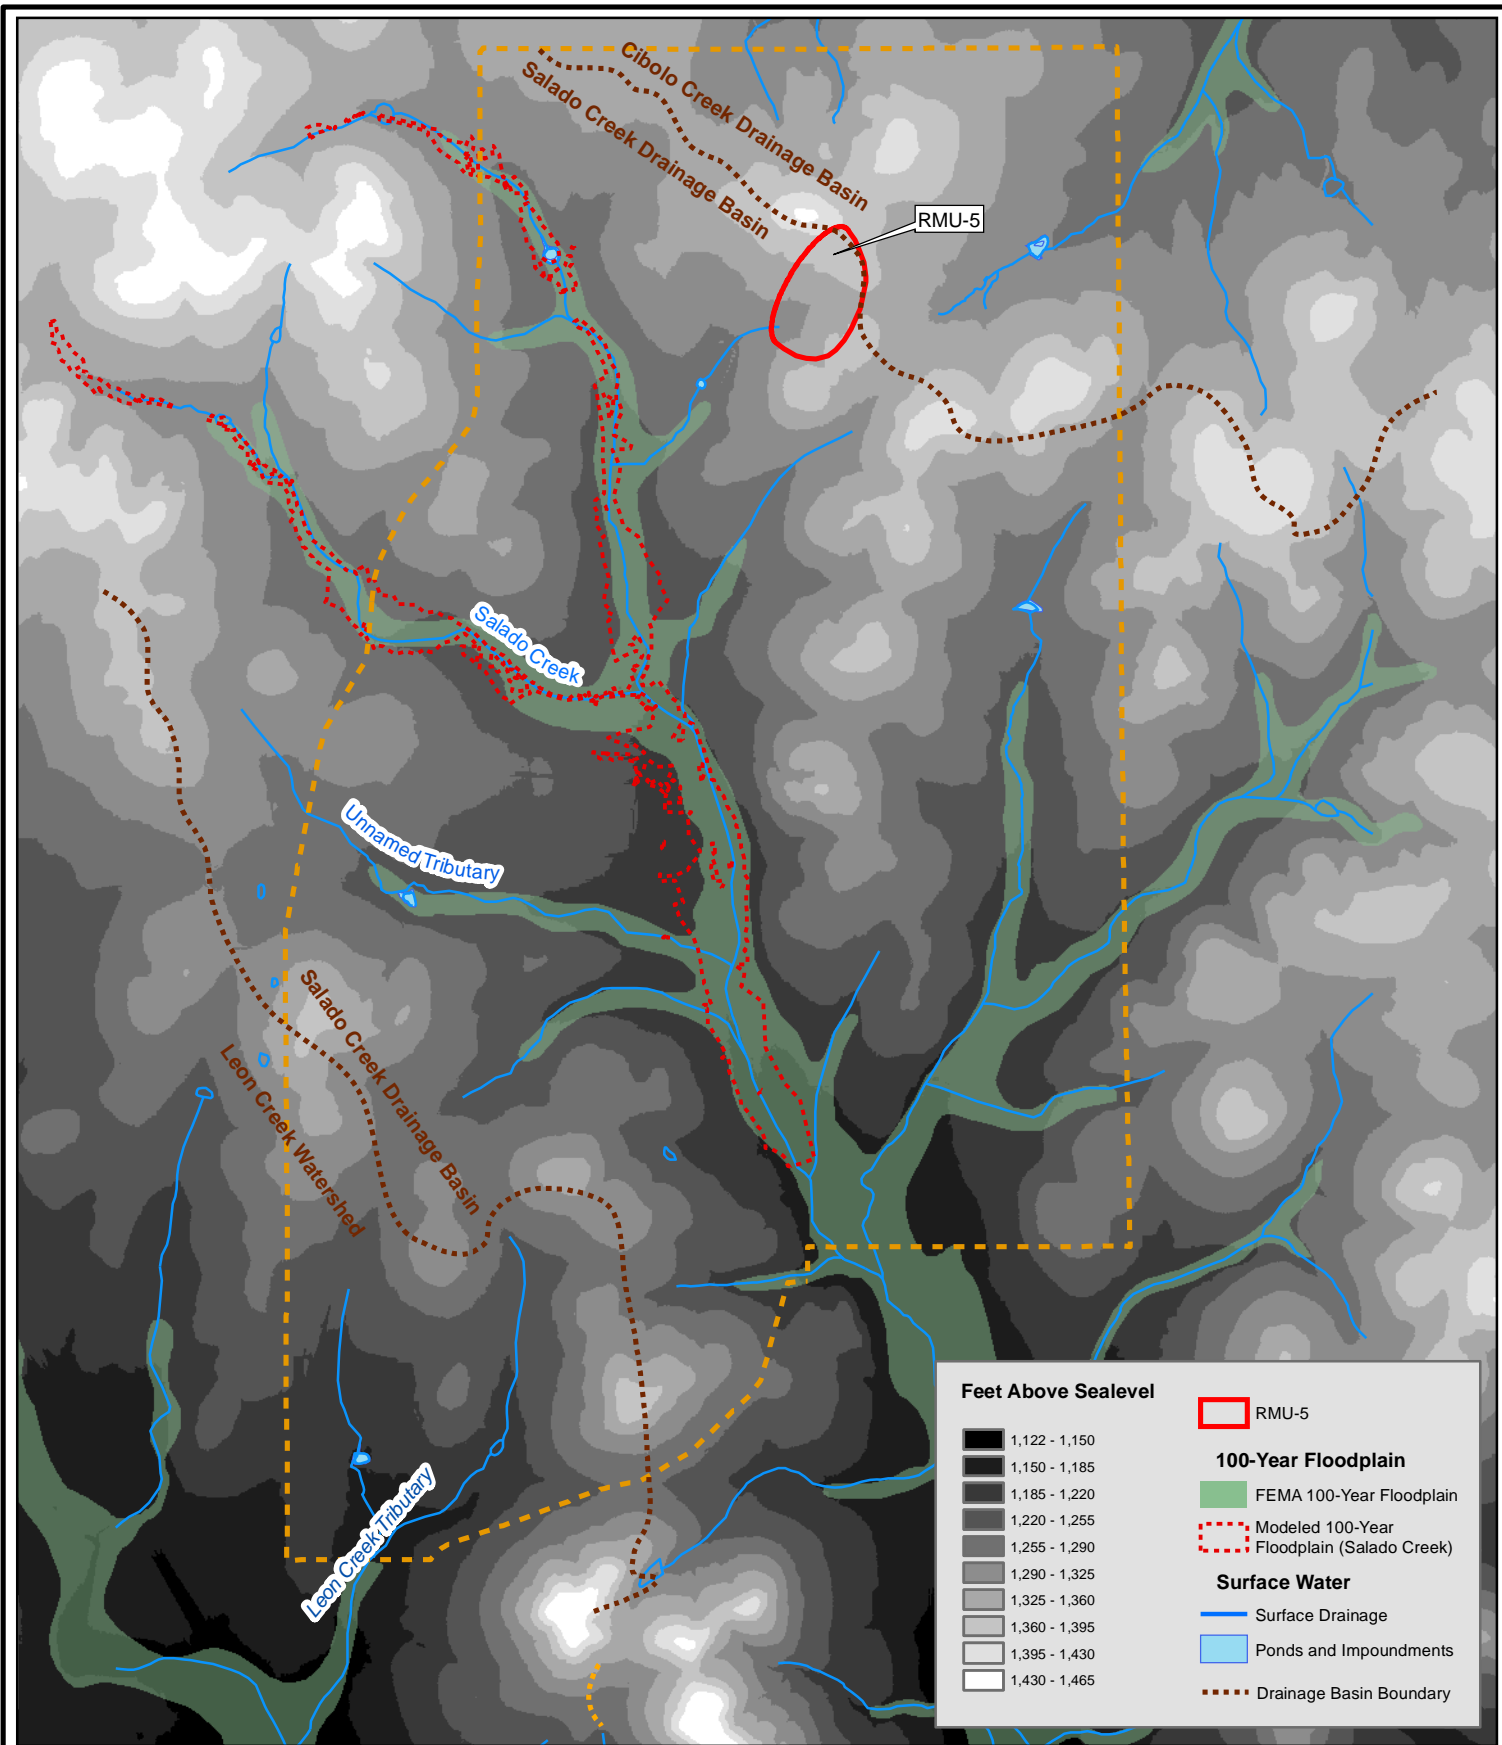 Cibolo Creek Drainage Basin
Salado Creek Drainage Basin
RMU-5
Salado Creek
Unnamed Tributary
Salado Creek Drainage Basin
Leon Creek Watershed
Leon Creek Tributary
Feet Above Sealevel
1,122 - 1,150
1,150 - 1,185
1,185 - 1,220
1,220 - 1,255
1,255 - 1,290
1,290 - 1,325
1,325 - 1,360
1,360 - 1,395
1,395 - 1,430
1,430 - 1,465
RMU-5
100-Year Floodplain
FEMA 100-Year Floodplain
Modeled 100-Year
Floodplain (Salado Creek)
Surface Water
Surface Drainage
Ponds and Impoundments
Drainage Basin Boundary